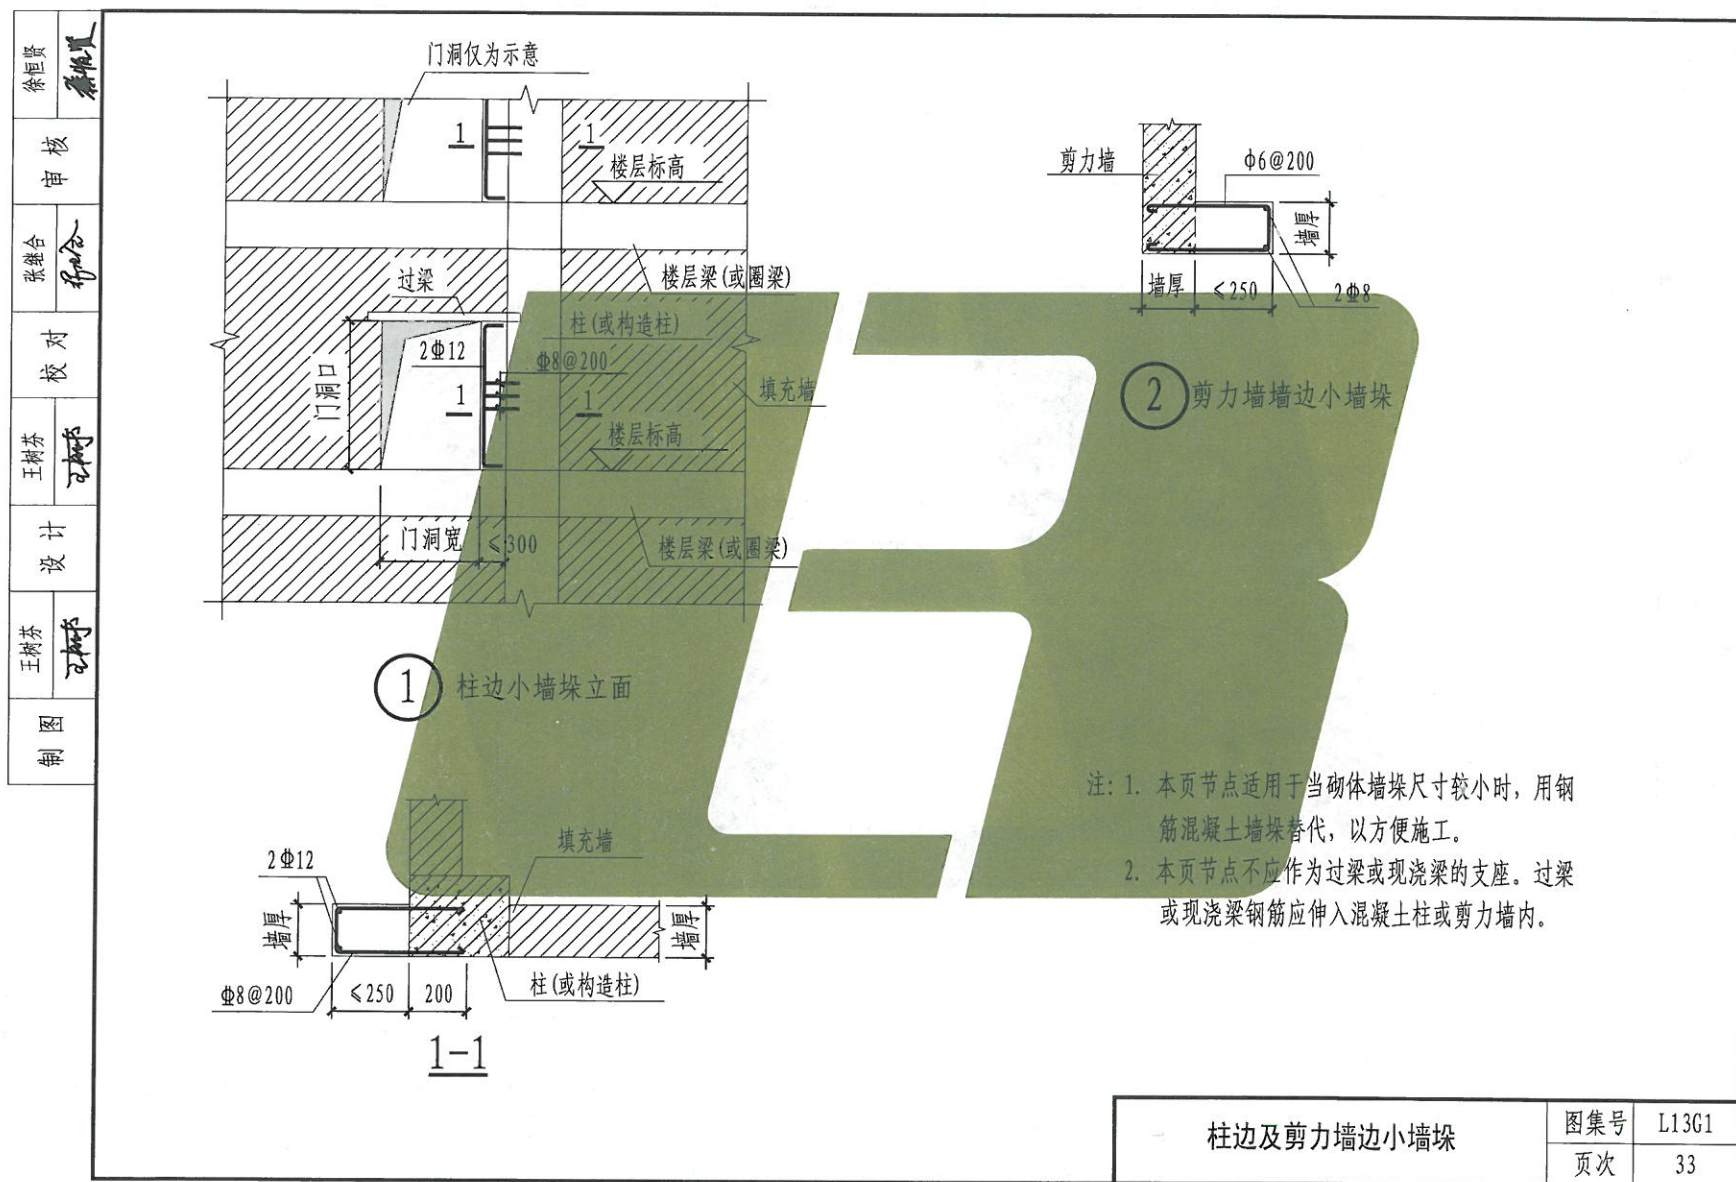 徐恒贤
审核
张继合
校对
王树芬
设计
王树芬
制图
门洞仅为示意
1
1
楼层标高
楼层梁(或圈梁)
过梁
柱(或构造柱)
2Φ12
Φ8@200
门洞口
1
1
填充墙
楼层标高
门洞宽
≤300
楼层梁(或圈梁)
1 柱边小墙垛立面
剪力墙
Φ6@200
墙厚
墙厚
≤250
2Φ8
2 剪力墙墙边小墙垛
填充墙
2Φ12
墙厚
墙厚
Φ8@200
≤250
200
柱(或构造柱)
1-1
注: 1. 本页节点适用于当砌体墙垛尺寸较小时，用钢
筋混凝土墙垛替代，以方便施工。
2. 本页节点不应作为过梁或现浇梁的支座。过梁
或现浇梁钢筋应伸入混凝土柱或剪力墙内。
柱边及剪力墙边小墙垛
图集号 L13G1
页次 33